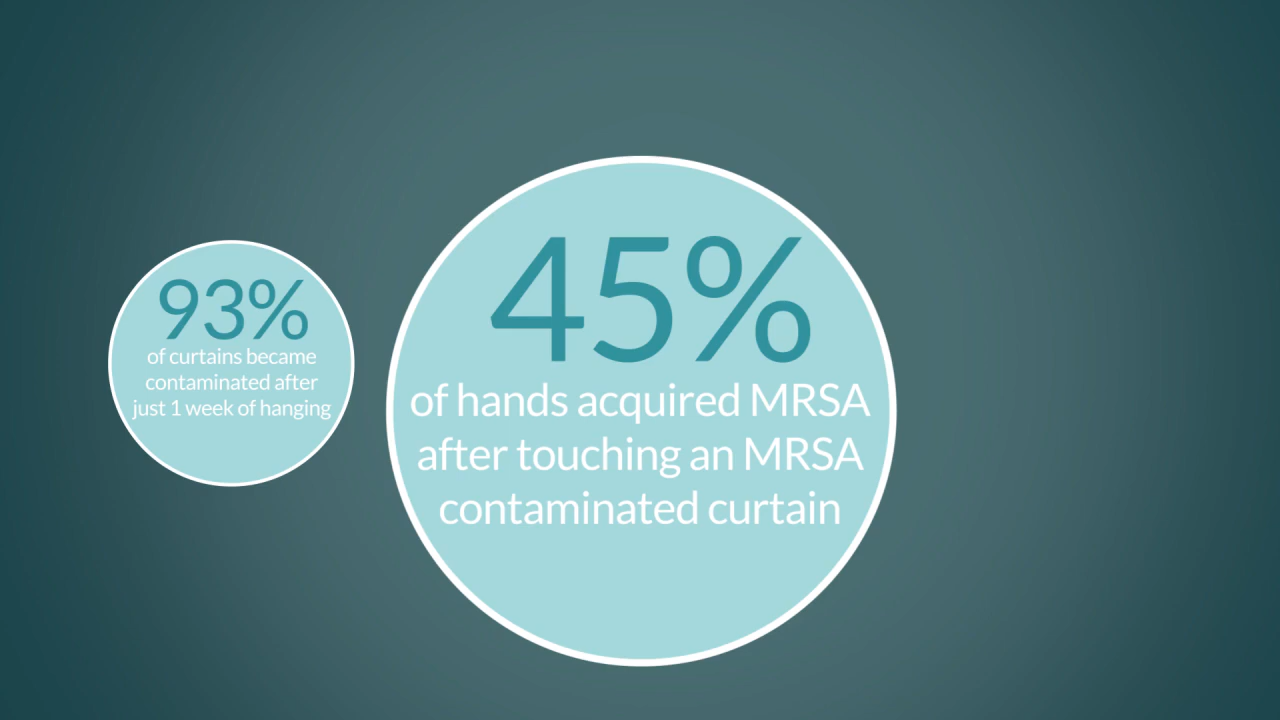 93%
of curtains became
contaminated after
just 1 week of hanging
45%
of hands acquired MRSA
after touching an MRSA
contaminated curtain